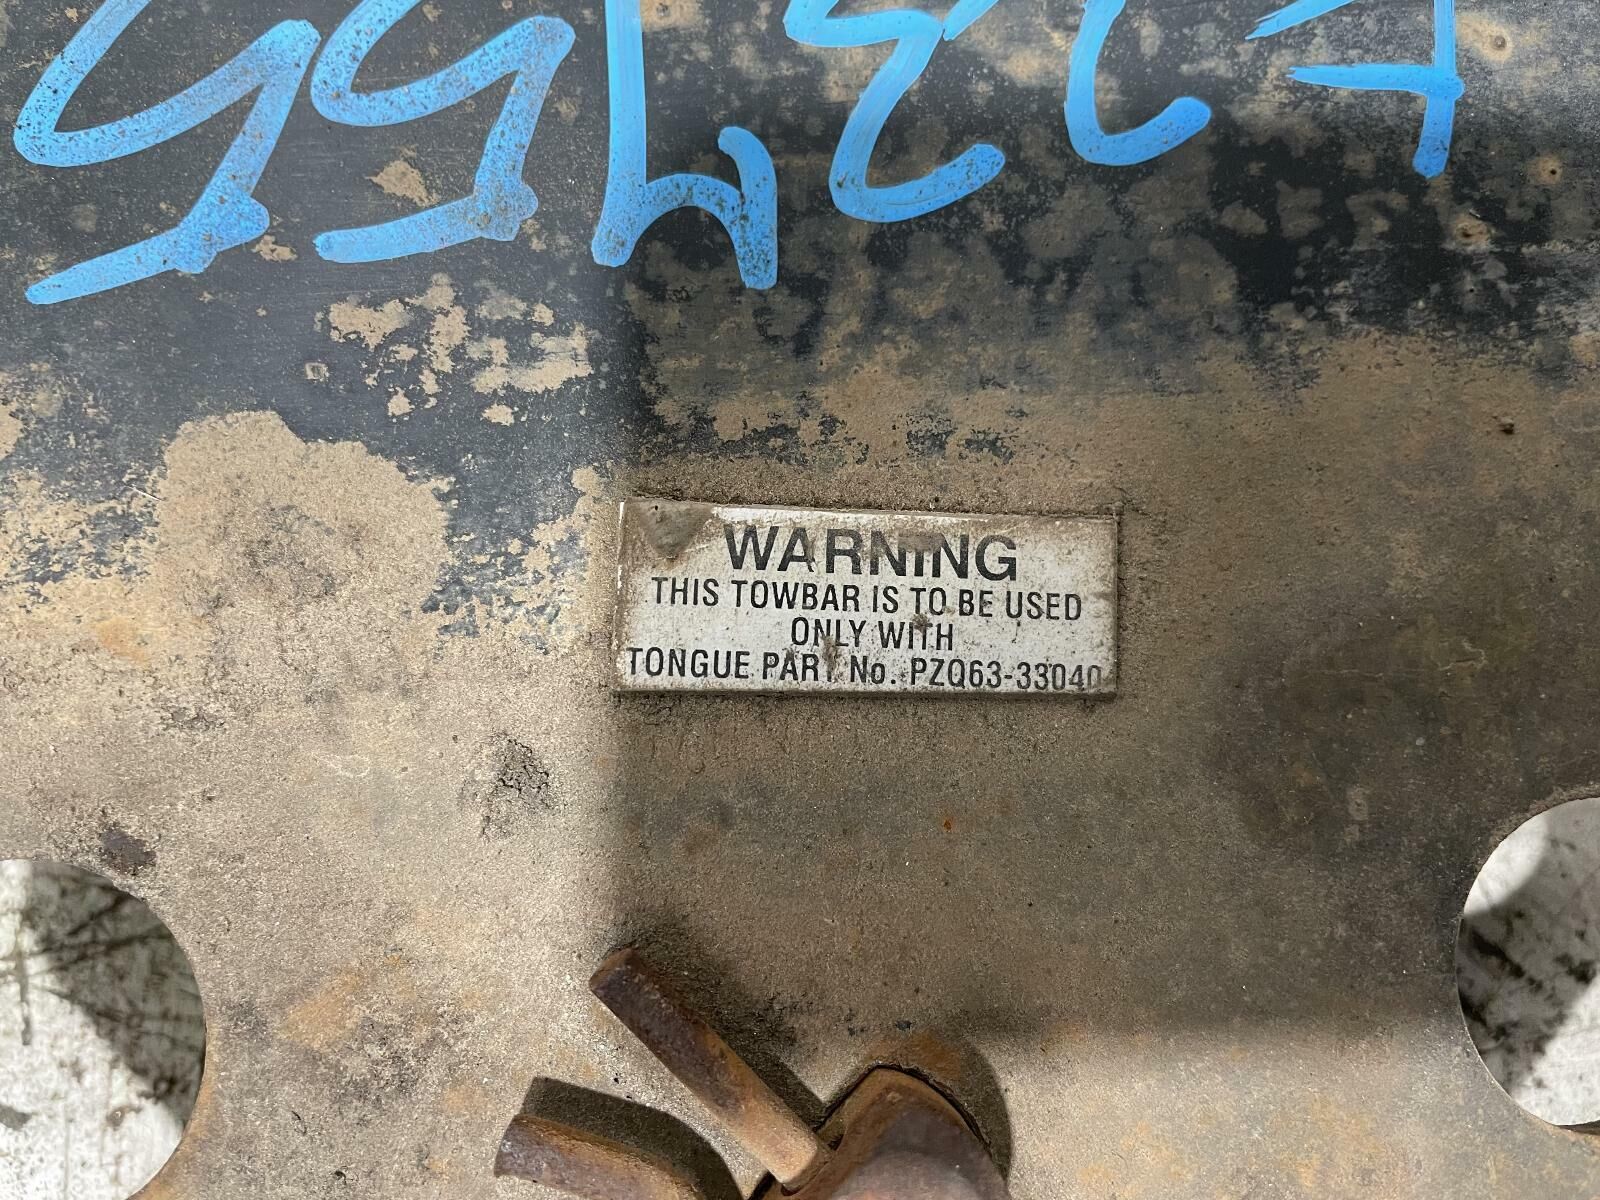 WARNING
THIS TOWBAR IS TO BE USED
ONLY WITH
TONGUE PART No. PZQ63-33040